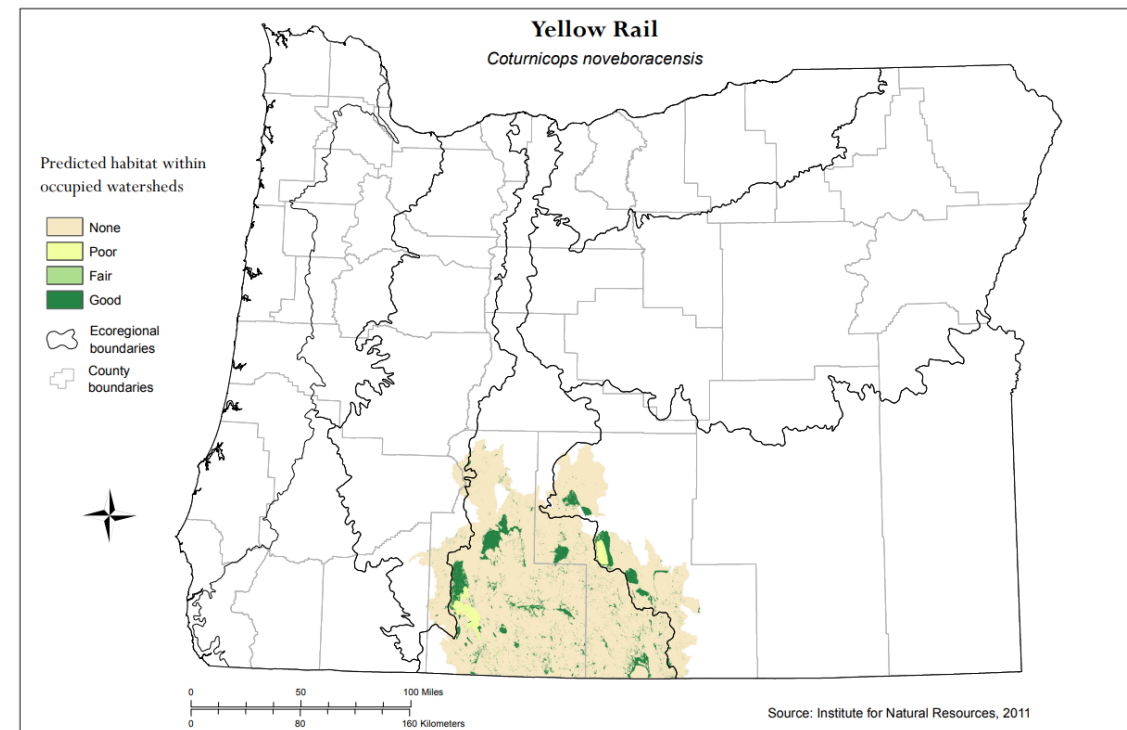 Yellow Rail
Coturnicops noveboracensis
Predicted habitat within
occupied watersheds
None
Poor
Fair
Good
Ecoregional
boundaries
County
boundaries
0 50 100 Miles
0 80 160 Kilometers
Source: Institute for Natural Resources, 2011